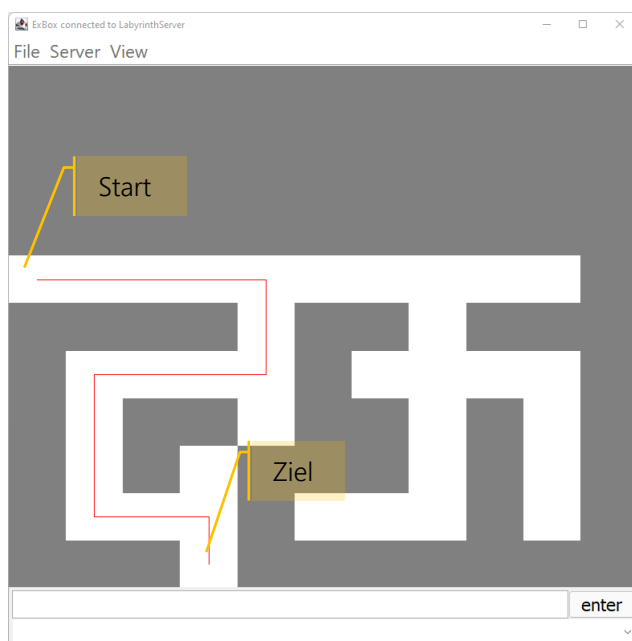 ExBox connected to LabyrinthServer
File Server View
Start
Ziel
enter